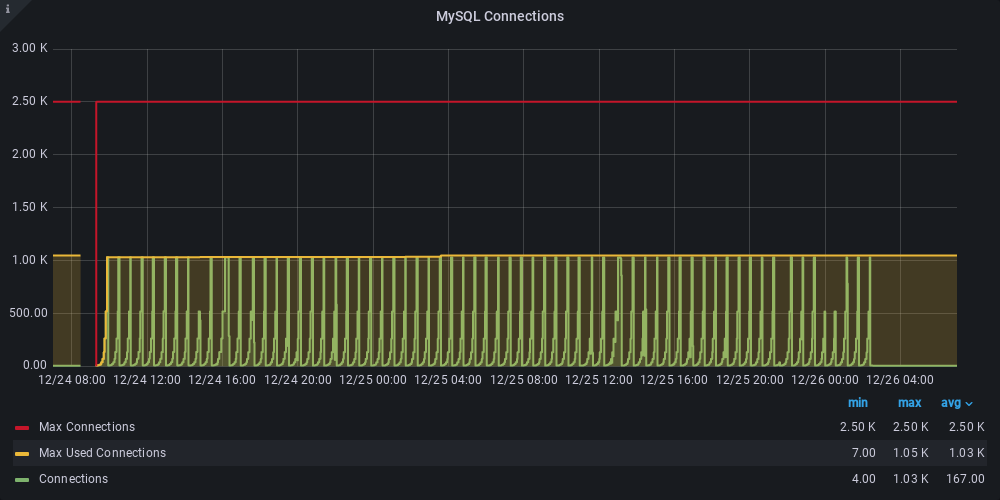 i
MySQL Connections
3.00 K
2.50 K
2.00 K
1.50 K
1.00 K
500.00
0.00
12/24 08:00 12/24 12:00 12/24 16:00 12/24 20:00 12/25 00:00 12/25 04:00 12/25 08:00 12/25 12:00 12/25 16:00 12/25 20:00 12/26 00:00 12/26 04:00
min max avg
Max Connections 2.50 K 2.50 K 2.50 K
Max Used Connections 7.00 1.05 K 1.03 K
Connections 4.00 1.03 K 167.00